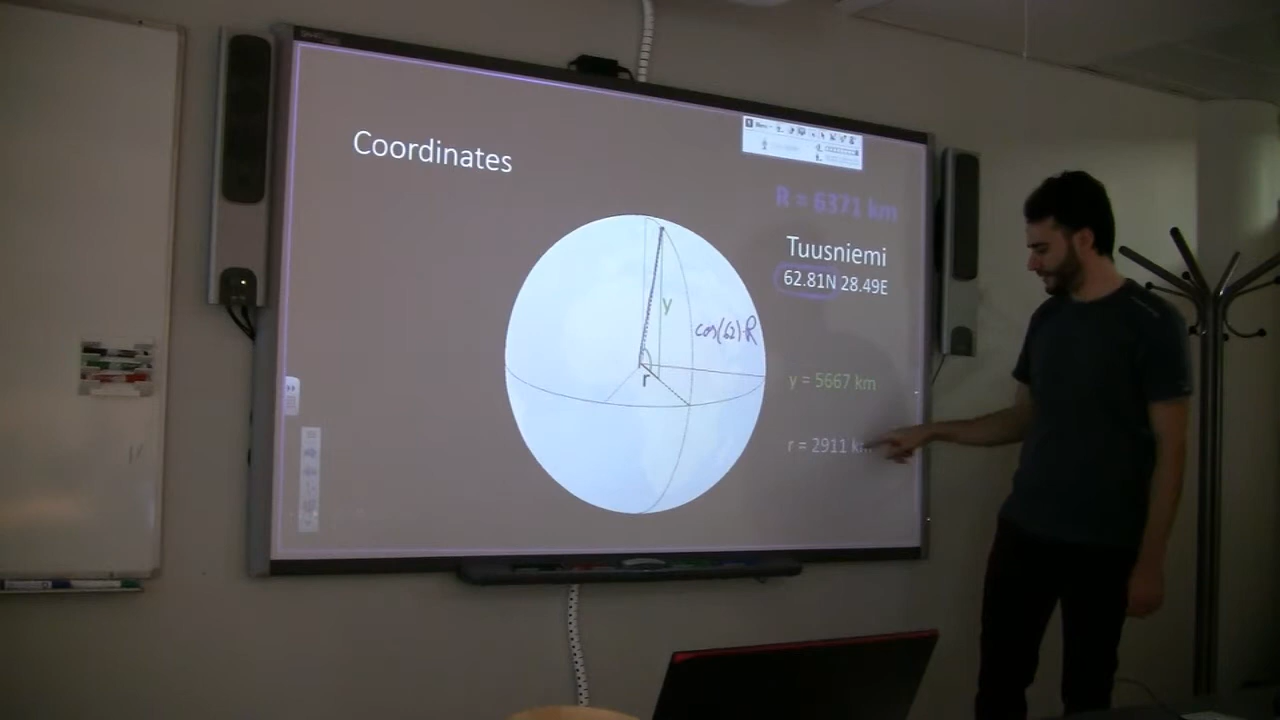 Coordinates
R = 6371 km
Tuusniemi
62.81N 28.49E
y
cos(62)·R
r
y = 5667 km
r = 2911 km